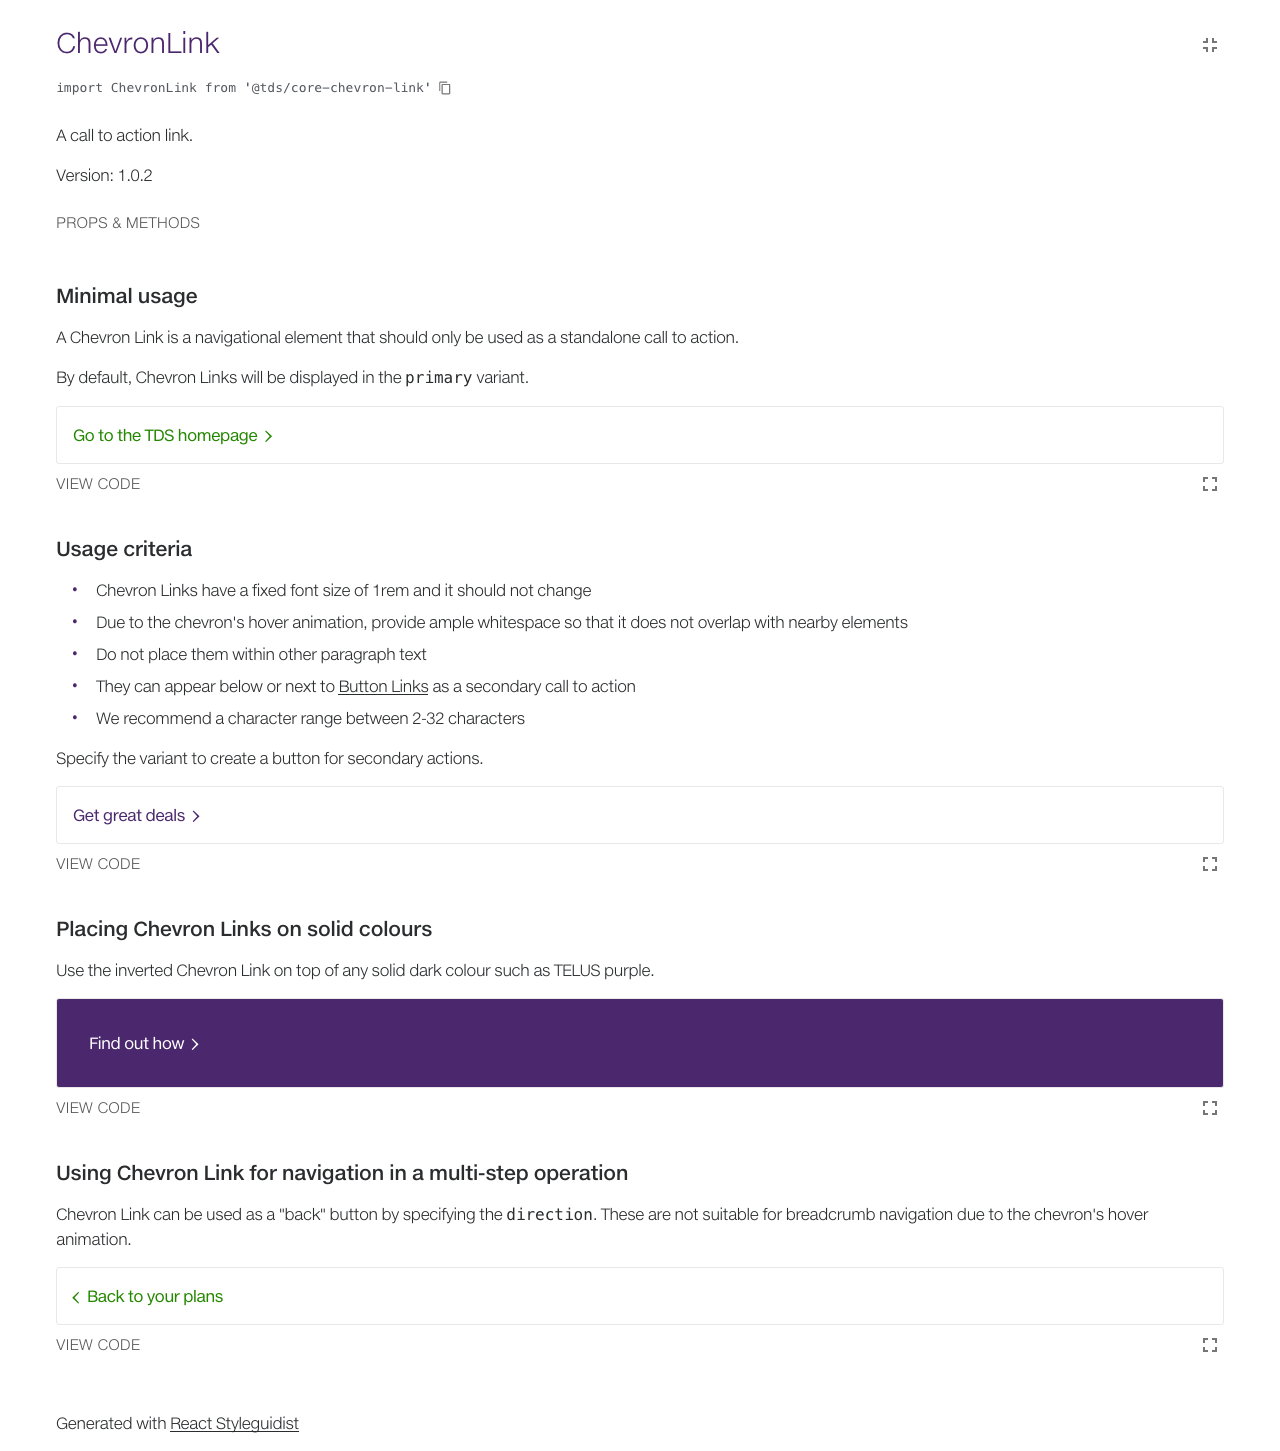 ChevronLink
import ChevronLink from '@tds/core-chevron-link'
A call to action link.
Version: 1.0.2
PROPS & METHODS
Minimal usage
A Chevron Link is a navigational element that should only be used as a standalone call to action.
By default, Chevron Links will be displayed in the primary variant.
Go to the TDS homepage
VIEW CODE
Usage criteria
• Chevron Links have a fixed font size of 1rem and it should not change
• Due to the chevron's hover animation, provide ample whitespace so that it does not overlap with nearby elements
• Do not place them within other paragraph text
• They can appear below or next to Button Links as a secondary call to action
• We recommend a character range between 2-32 characters
Specify the variant to create a button for secondary actions.
Get great deals
VIEW CODE
Placing Chevron Links on solid colours
Use the inverted Chevron Link on top of any solid dark colour such as TELUS purple.
Find out how
VIEW CODE
Using Chevron Link for navigation in a multi-step operation
Chevron Link can be used as a "back" button by specifying the direction. These are not suitable for breadcrumb navigation due to the chevron's hover
animation.
Back to your plans
VIEW CODE
Generated with React Styleguidist